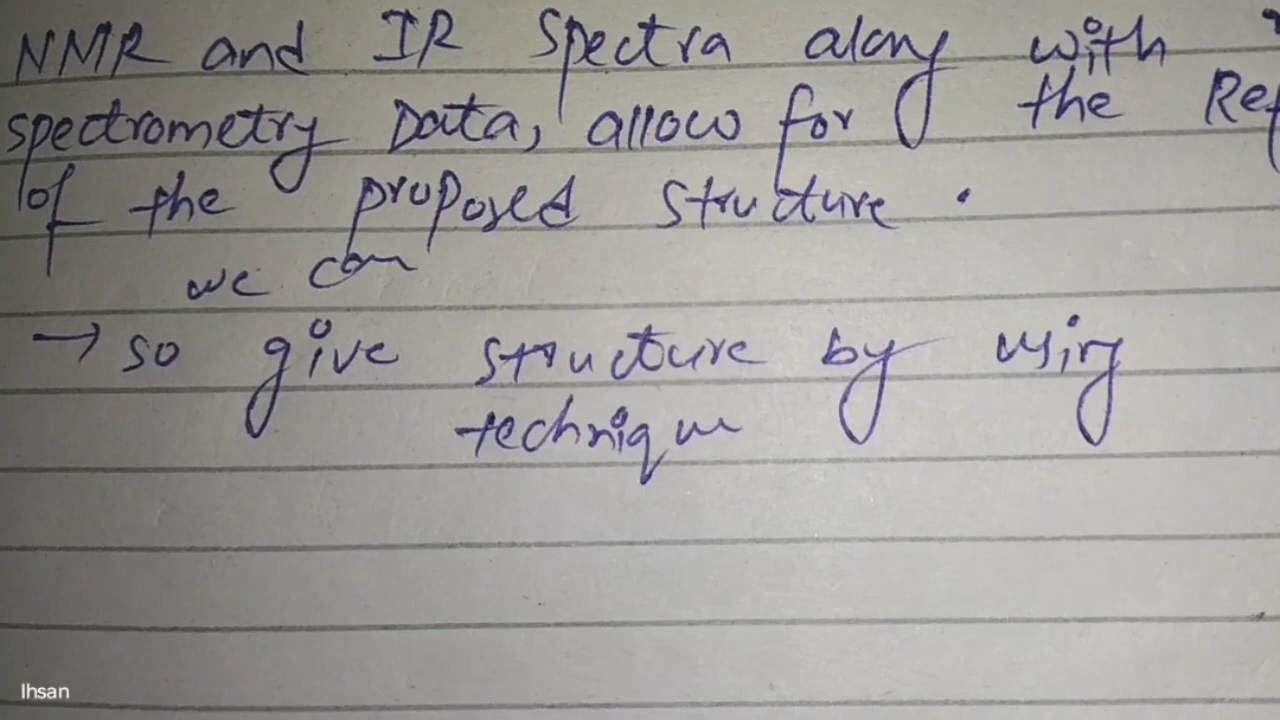 NMR and IR Spectra along with
spectrometry Data, allow for the Ref
of the proposed structure .
we can
→ so give structure by using
technique
Ihsan